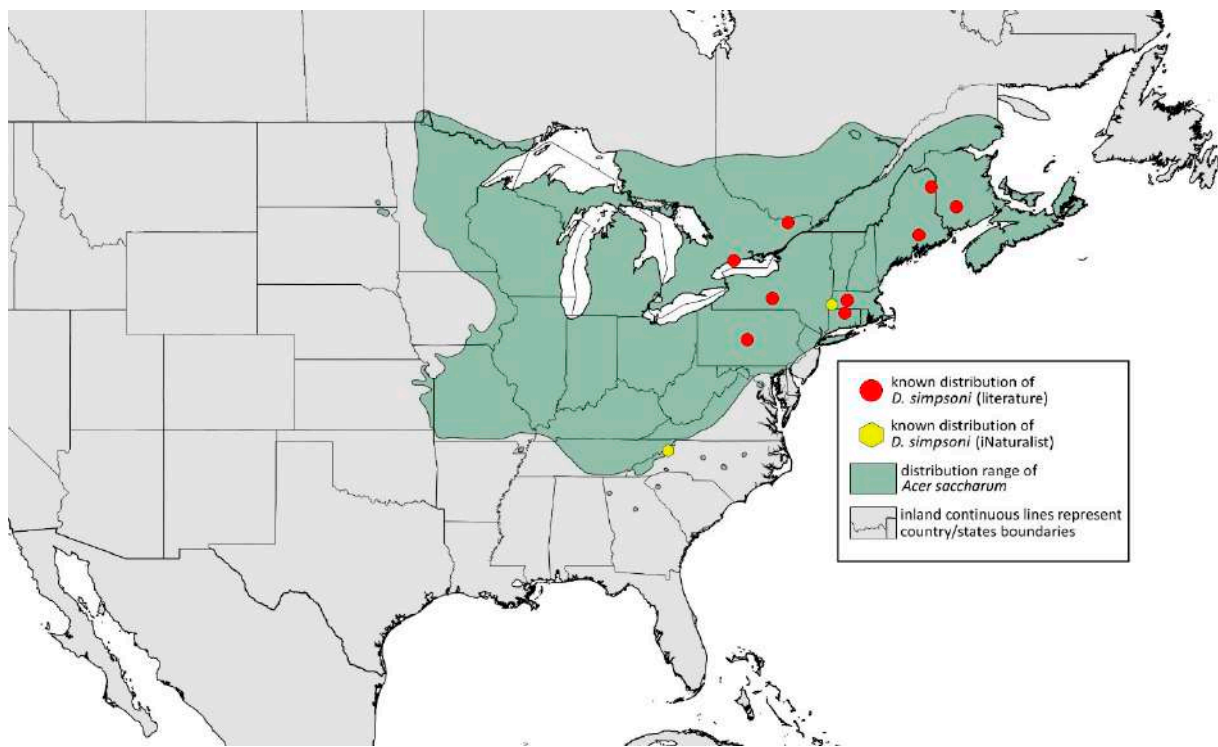 known distribution of
D. simpsoni (literature)
known distribution of
D. simpsoni (iNaturalist)
distribution range of
Acer saccharum
inland continuous lines represent
country/states boundaries